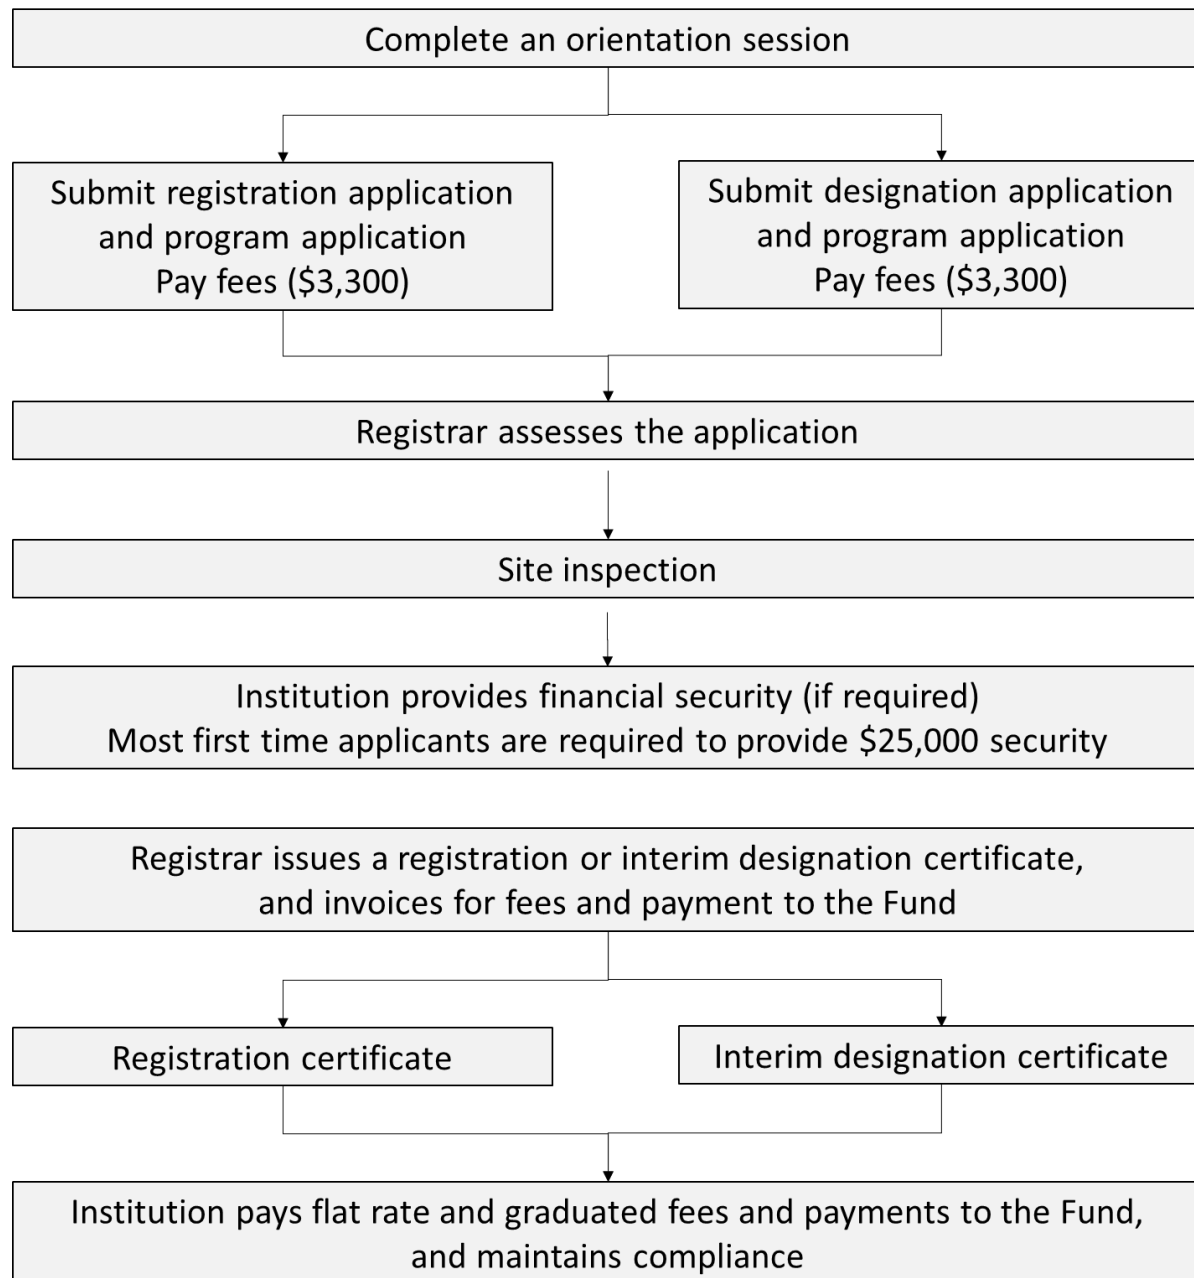 Complete an orientation session
Submit registration application
and program application
Pay fees ($3,300)
Submit designation application
and program application
Pay fees ($3,300)
Registrar assesses the application
Site inspection
Institution provides financial security (if required)
Most first time applicants are required to provide $25,000 security
Registrar issues a registration or interim designation certificate,
and invoices for fees and payment to the Fund
Registration certificate
Interim designation certificate
Institution pays flat rate and graduated fees and payments to the Fund,
and maintains compliance